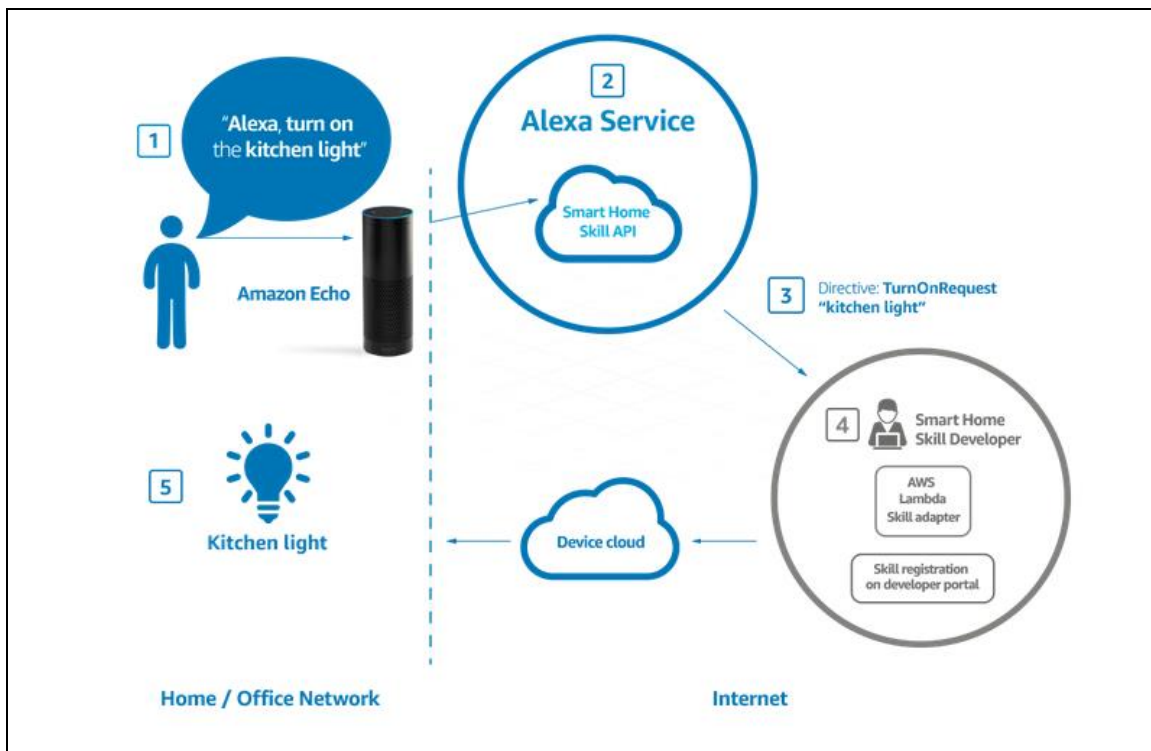 1
“Alexa, turn on
the kitchen light”
Amazon Echo
2
Alexa Service
Smart Home
Skill API
3
Directive: TurnOnRequest
“kitchen light”
4
Smart Home
Skill Developer
AWS
Lambda
Skill adapter
Skill registration
on developer portal
Device cloud
5
Kitchen light
Home / Office Network
Internet